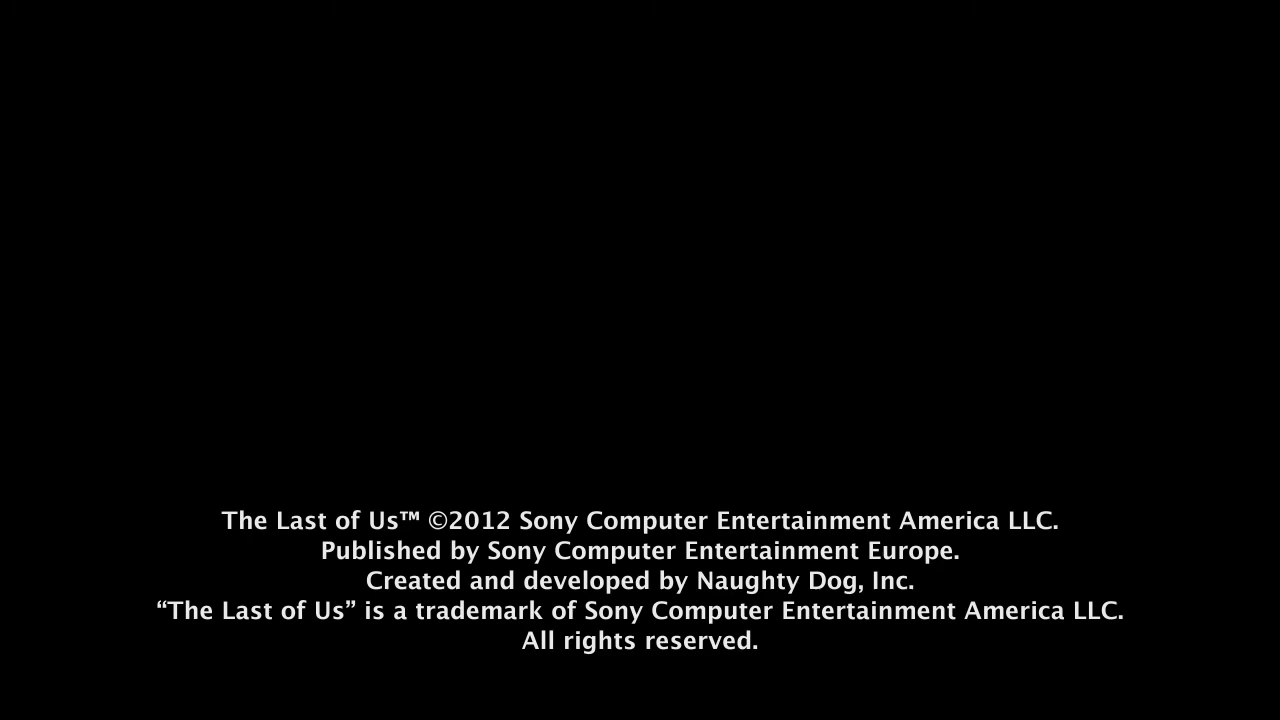 The Last of Us™ ©2012 Sony Computer Entertainment America LLC.
Published by Sony Computer Entertainment Europe.
Created and developed by Naughty Dog, Inc.
“The Last of Us” is a trademark of Sony Computer Entertainment America LLC.
All rights reserved.